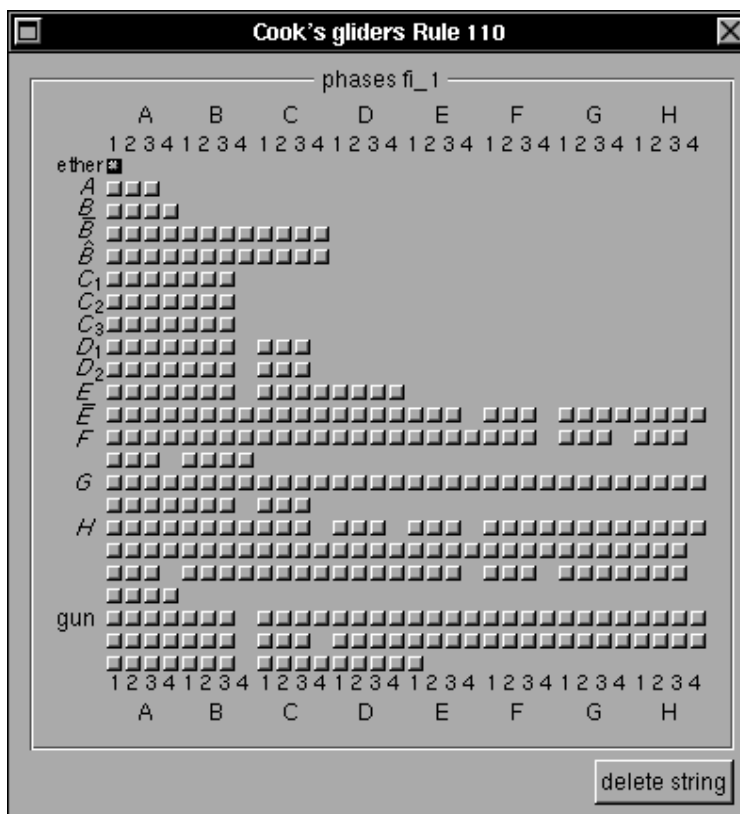 Cook's gliders Rule 110
phases fi_1
A B C D E F G H
1 2 3 4 1 2 3 4 1 2 3 4 1 2 3 4 1 2 3 4 1 2 3 4 1 2 3 4 1 2 3 4
ether *
A
B
B̄
B̂
C₁
C₂
C₃
D₁
D₂
E
Ē
F
G
H
gun
1 2 3 4 1 2 3 4 1 2 3 4 1 2 3 4 1 2 3 4 1 2 3 4 1 2 3 4 1 2 3 4
A B C D E F G H
delete string